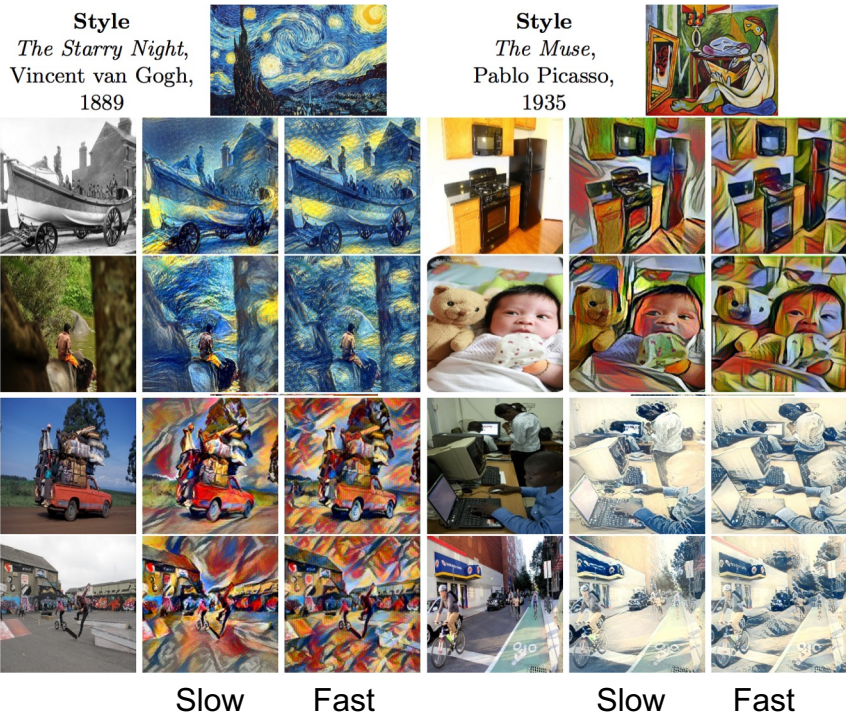 Style
The Starry Night,
Vincent van Gogh,
1889
Style
The Muse,
Pablo Picasso,
1935
Slow
Fast
Slow
Fast